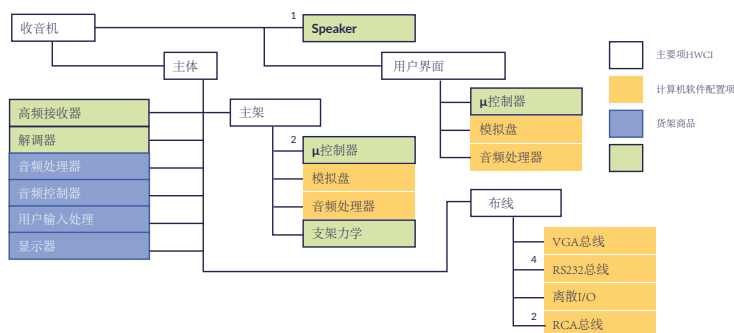 收音机
1
Speaker
主体
用户界面
主要项HWCI
计算机软件配置项
货架商品
高频接收器
解调器
音频处理器
音频控制器
用户输入处理
显示器
主架
2
μ控制器
模拟盘
音频处理器
支架力学
μ控制器
模拟盘
音频处理器
布线
VGA总线
4
RS232总线
离散I/O
2
RCA总线